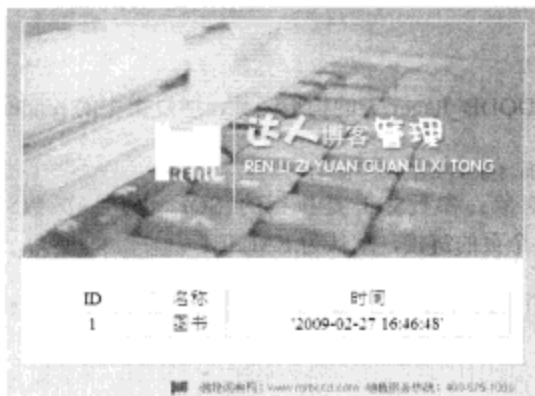 达人博客管理
REN LI ZI YUAN GUAN LI XI TONG
ID 名称 时间
1 图书 '2009-02-27 16:46:48'